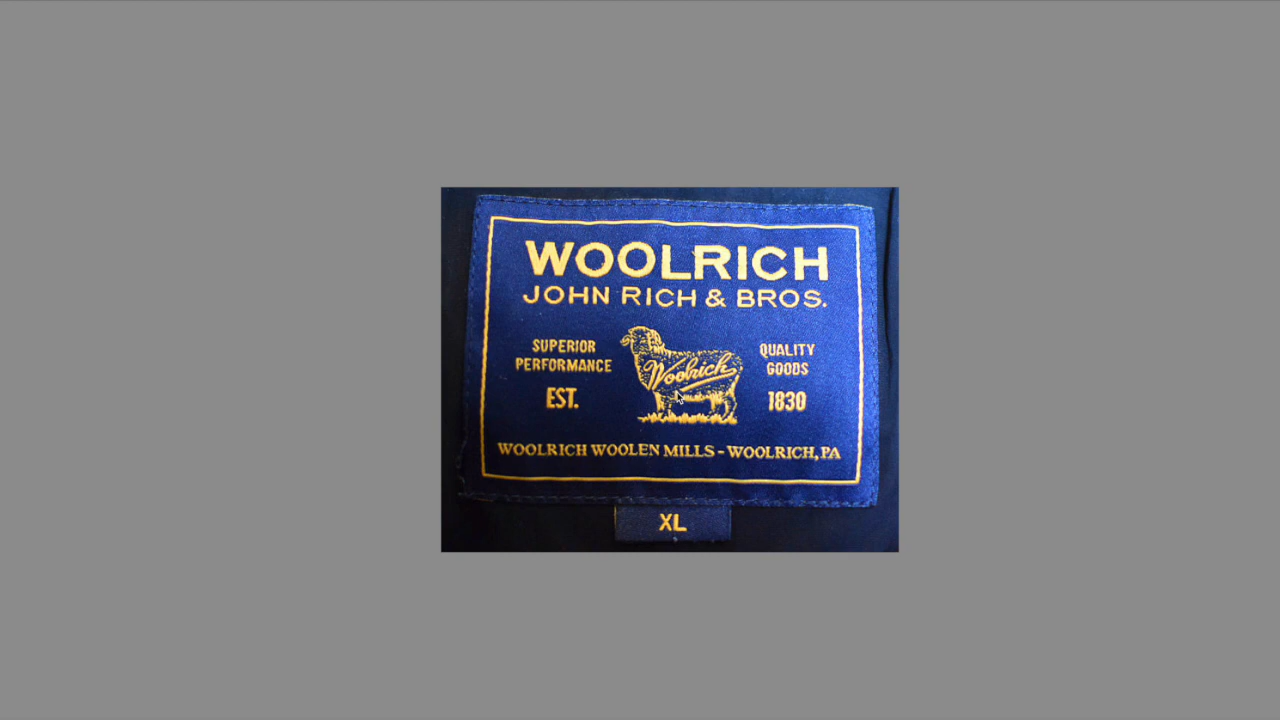 WOOLRICH
JOHN RICH & BROS.
SUPERIOR
PERFORMANCE
EST.
Woolrich
QUALITY
GOODS
1830
WOOLRICH WOOLEN MILLS - WOOLRICH, PA
XL